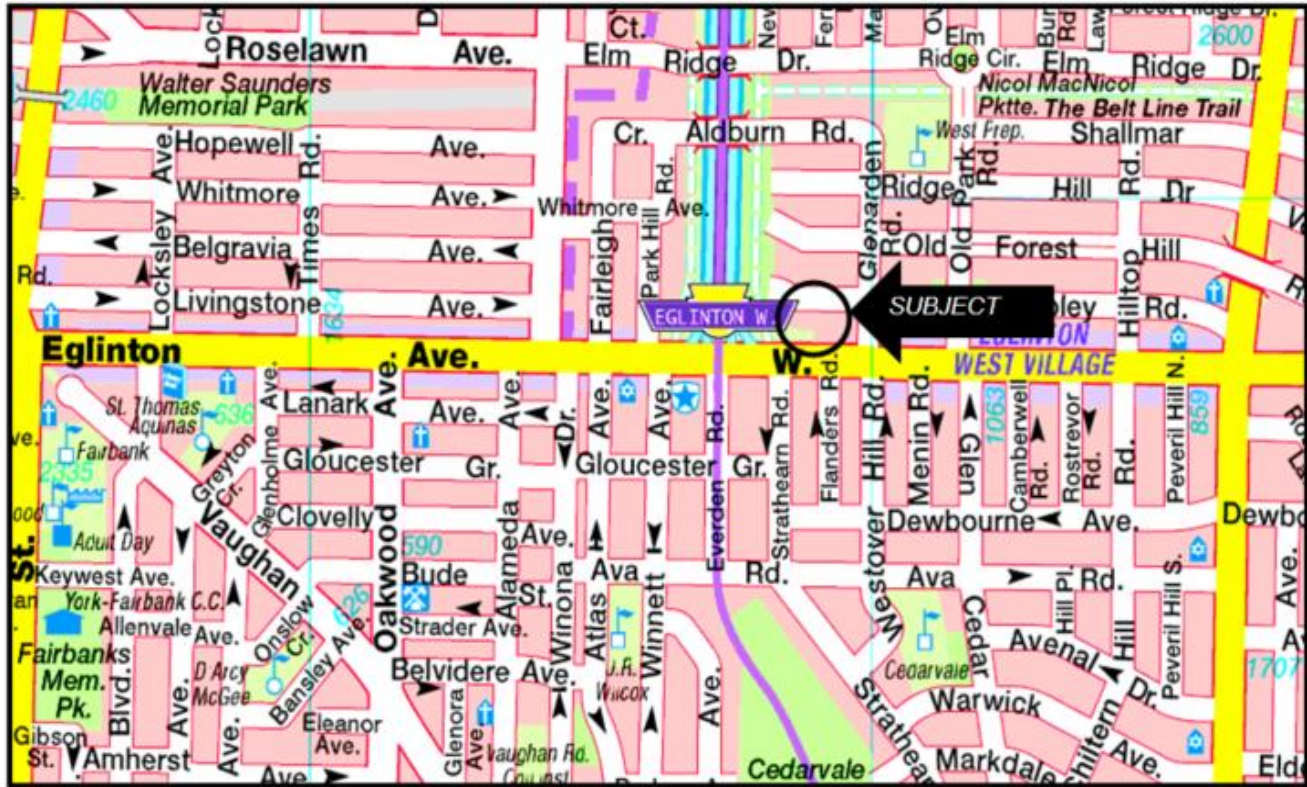 Ct.
Roselawn Ave.
Elm Ridge Dr.
Elm
Ridge Cir.
Elm Ridge Dr.
2600
Walter Saunders
Memorial Park
2460
Nicol MacNicol
Pktte. The Belt Line Trail
Hopewell Ave.
Cr. Aldburn Rd.
West Prep.
Shallmar
Whitmore Ave.
Whitmore Ave.
Ridge Hill Dr
Belgravia Ave.
Old Forest Hill
Rd.
Livingstone Ave.
Locksley Ave.
Times Rd.
1634
Fairleigh
Park Hill Rd.
Glenarden Rd.
Old Park Rd.
Hilltop Rd.
EGLINTON W.
SUBJECT
Rd.
Eglinton Ave. W.
EGLINTON
WEST VILLAGE
St. Thomas
Aquinas
636
Lanark Ave.
Fairbank
2335
Gloucester Gr.
Gloucester Gr.
Greyton Cr.
Glenholme Ave.
Vaughan
Clovelly Ave.
Oakwood Ave.
Alameda Ave.
Winona Dr.
Atlas Ave.
Winnett Ave.
Everden Rd.
Strathearn Rd.
Flanders Rd.
Westover Hill Rd.
Menin Rd.
Glen Cedar
1063
Camberwell Rd.
Rostrevor Rd.
Peveril Hill N.
859
Dewbourne Ave.
Adult Day
590
Bude St.
Ava Rd.
Ava Rd.
Keywest Ave.
York-Fairbank C.C.
Allenvale Ave.
626
Strader Ave.
Hill Pl.
Peveril Hill S.
Fairbanks
Mem.
Pk.
D'Arcy
McGee
Onslow Cr.
Bansley Ave.
Belvidere Ave.
J.R.
Wilcox
Cedarvale
Avenal Dr.
1707
Warwick Ave.
Gibson
St.
Blvd.
Ave.
Ave.
Eleanor
Ave.
Glenora Ave.
Vaughan Rd.
Ave.
Strathearn
Chiltern Hill Rd.
Amherst Ave.
Cedarvale
Markdale Ave.
St.